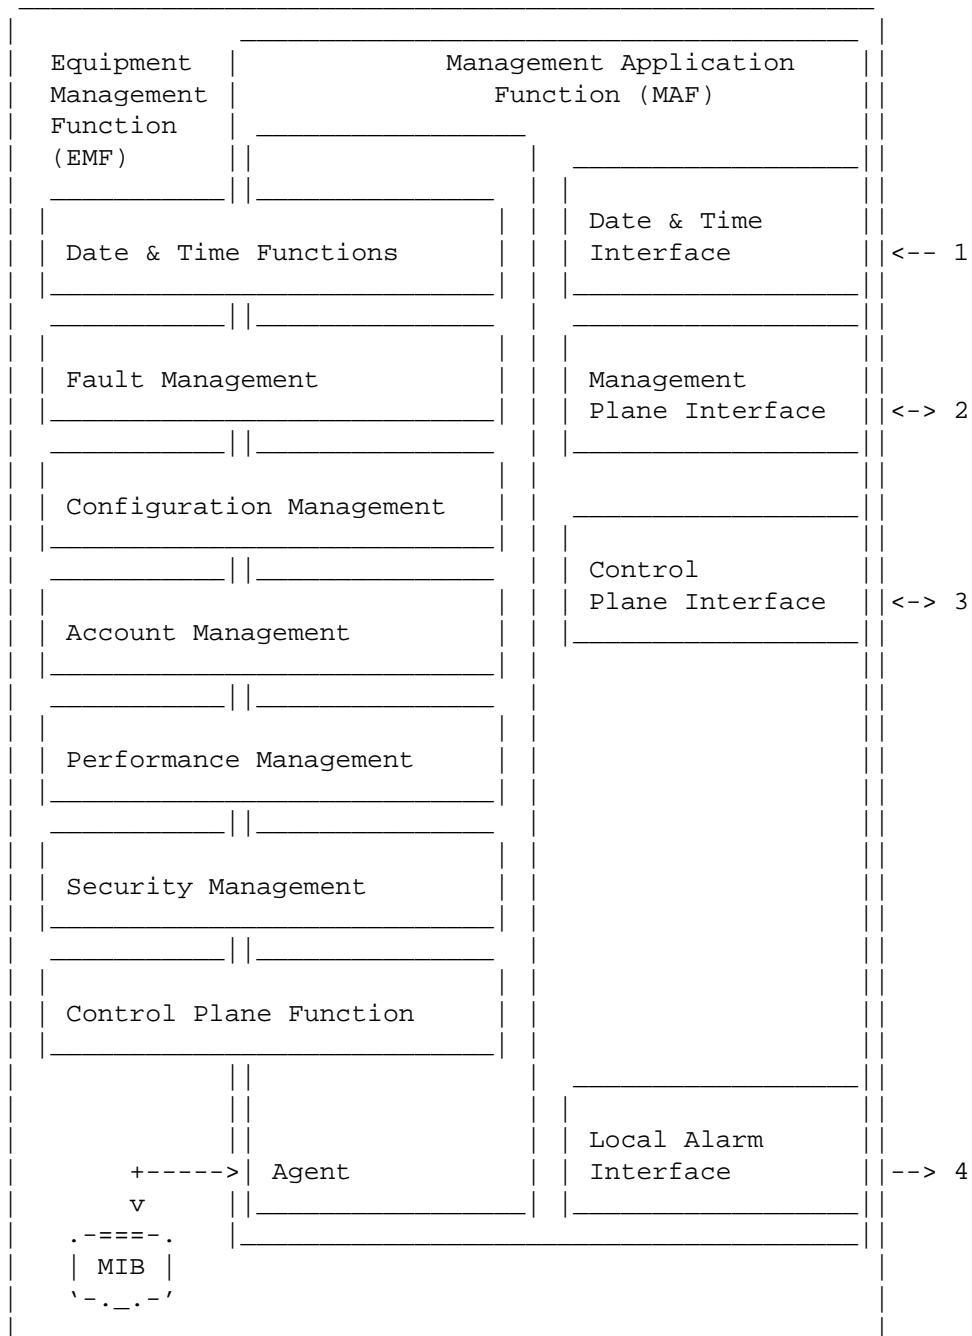 Equipment Management Application
Management Function (MAF)
Function
(EMF)
Date & Time
Date & Time Functions Interface <-- 1
Fault Management Management
Plane Interface <-> 2
Configuration Management
Control
Plane Interface <-> 3
Account Management
Performance Management
Security Management
Control Plane Function
Local Alarm
+-----> Agent Interface --> 4
v
.-===-.
| MIB |
‘-._.-’